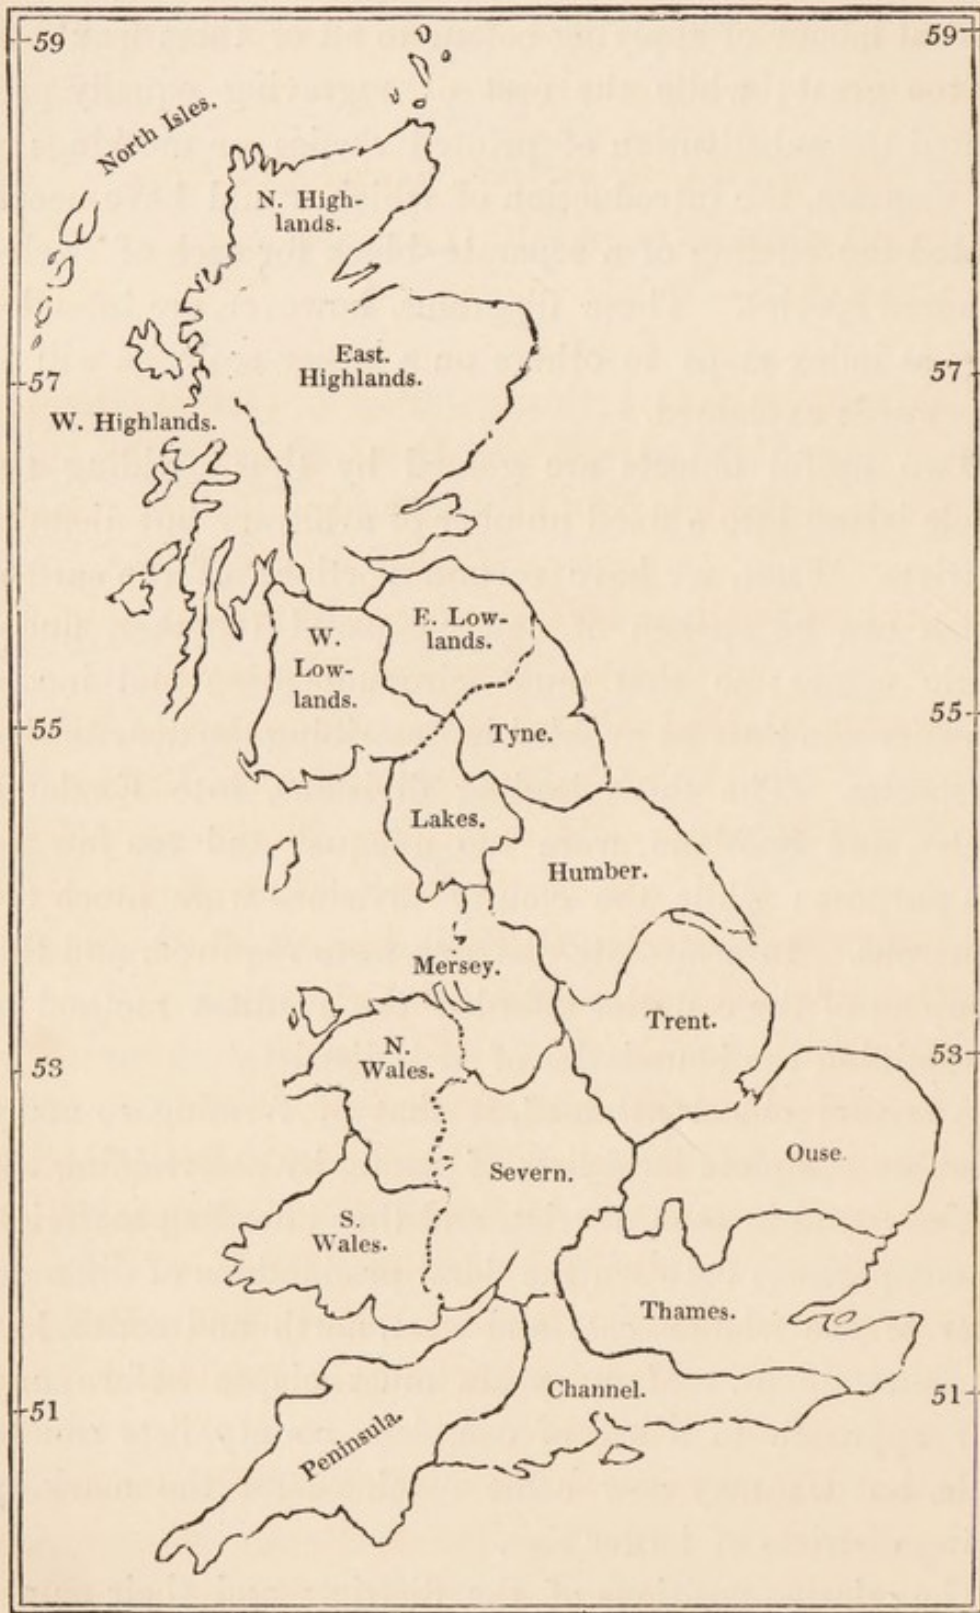 59
59
North Isles.
N. High-
lands.
East.
Highlands.
57
57
W. Highlands.
E. Low-
lands.
W.
Low-
lands.
55
55
Tyne.
Lakes.
Humber.
Mersey.
Trent.
N.
Wales.
53
53
Ouse.
Severn.
S.
Wales.
Thames.
Channel.
51
51
Peninsula.